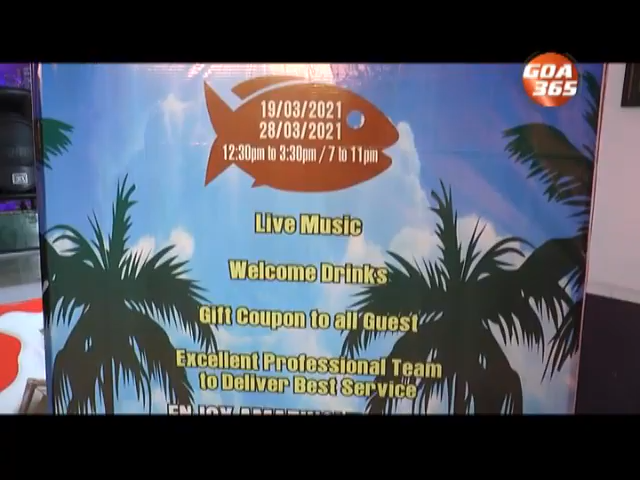 GOA
365
19/03/2021
28/03/2021
12:30pm to 3:30pm / 7 to 11pm
Live Music
Welcome Drinks
Gift Coupon to all Guest
Excellent Professional Team
to Deliver Best Service
ENJOY